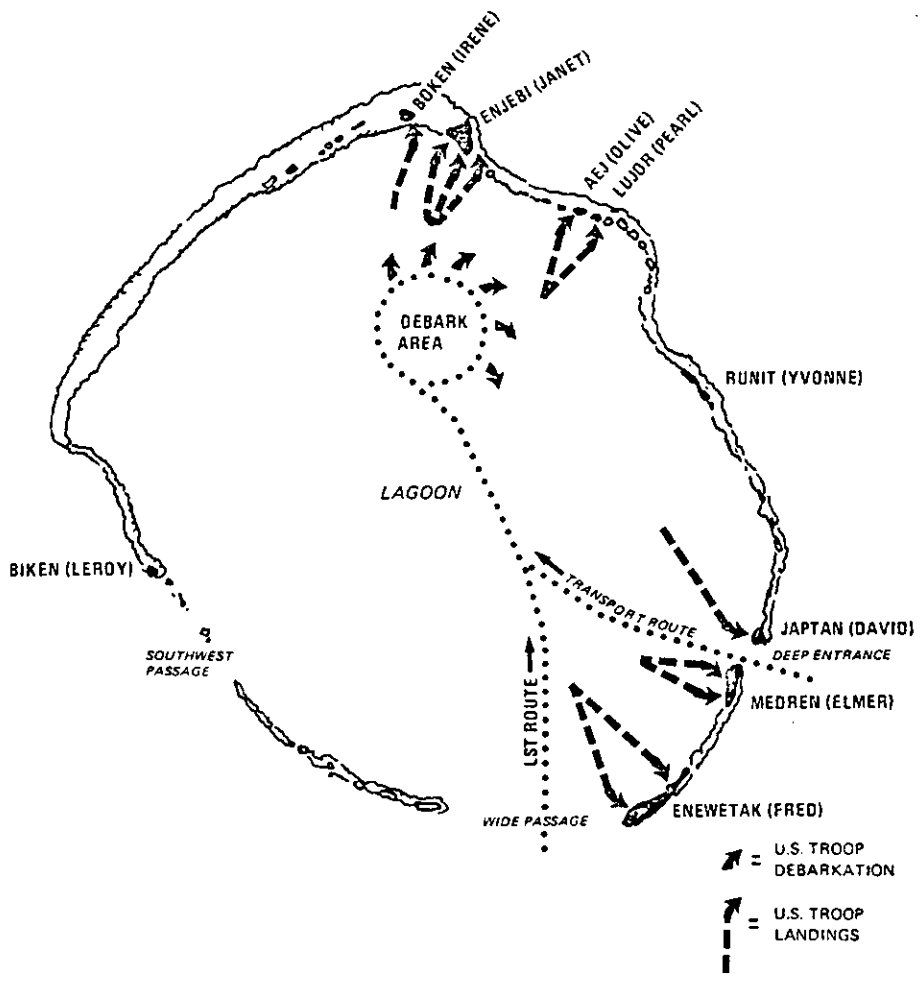 BOKEN (IRENE)
ENJEBI (JANET)
AEJ (OLIVE)
LUJOR (PEARL)
DEBARK
AREA
RUNIT (YVONNE)
LAGOON
BIKEN (LEROY)
TRANSPORT ROUTE
JAPTAN (DAVID)
DEEP ENTRANCE
SOUTHWEST
PASSAGE
MEDREN (ELMER)
LST ROUTE
WIDE PASSAGE
ENEWETAK (FRED)
= U.S. TROOP
DEBARKATION
= U.S. TROOP
LANDINGS